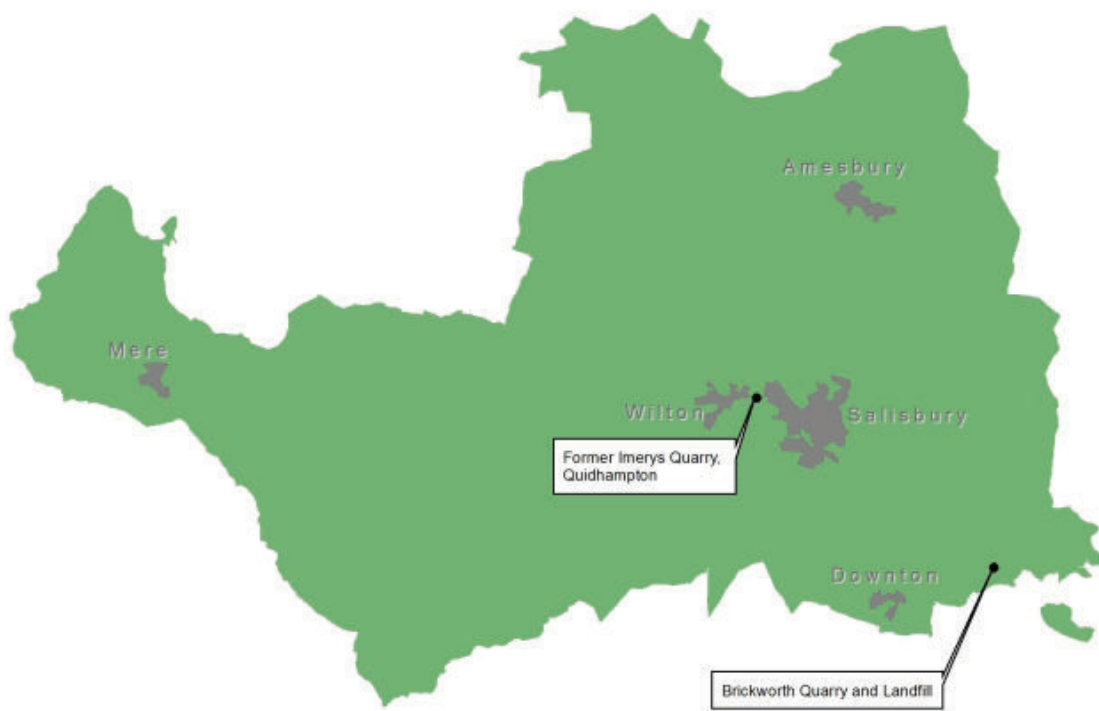 Amesbury
Mere
Wilton
Salisbury
Former Imerys Quarry,
Quidhampton
Downton
Brickworth Quarry and Landfill